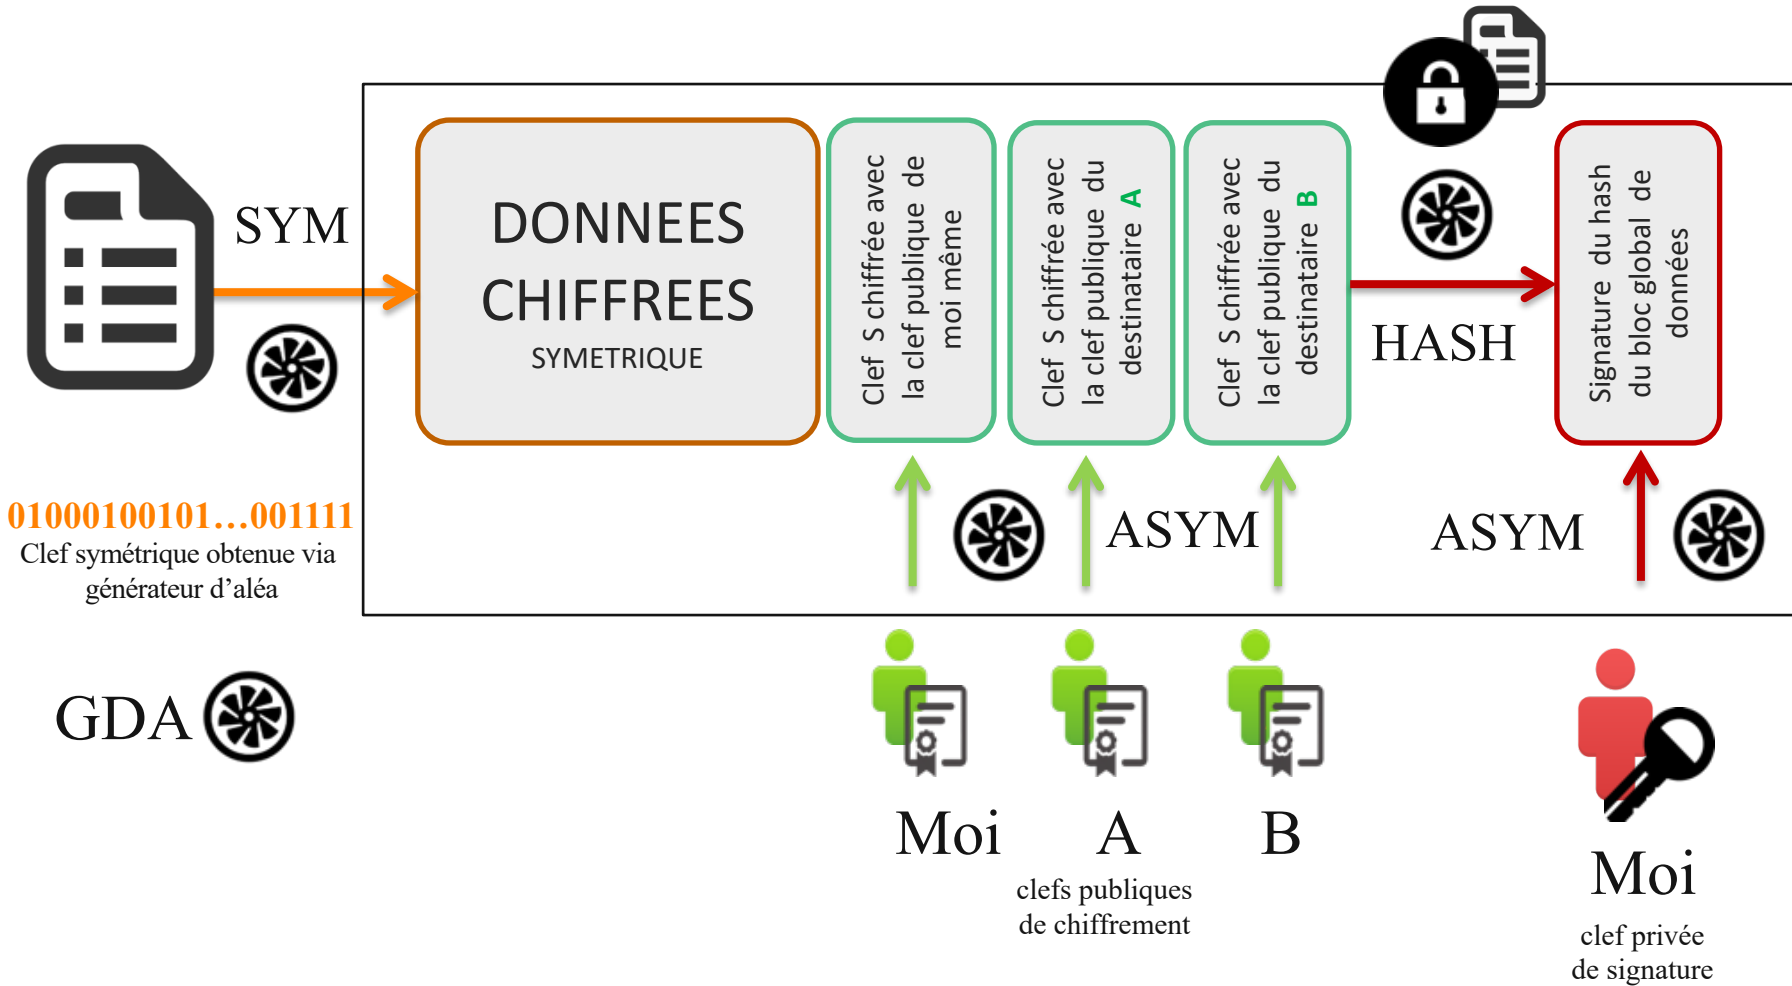 SYM
DONNEES
CHIFFREES
SYMETRIQUE
Clef S chiffrée avec
la clef publique de
moi même
Clef S chiffrée avec
la clef publique du
destinataire A
Clef S chiffrée avec
la clef publique du
destinataire B
HASH
Signature du hash
du bloc global de
données
01000100101…001111
Clef symétrique obtenue via
générateur d’aléa
ASYM
ASYM
GDA
Moi
A
B
clefs publiques
de chiffrement
Moi
clef privée
de signature